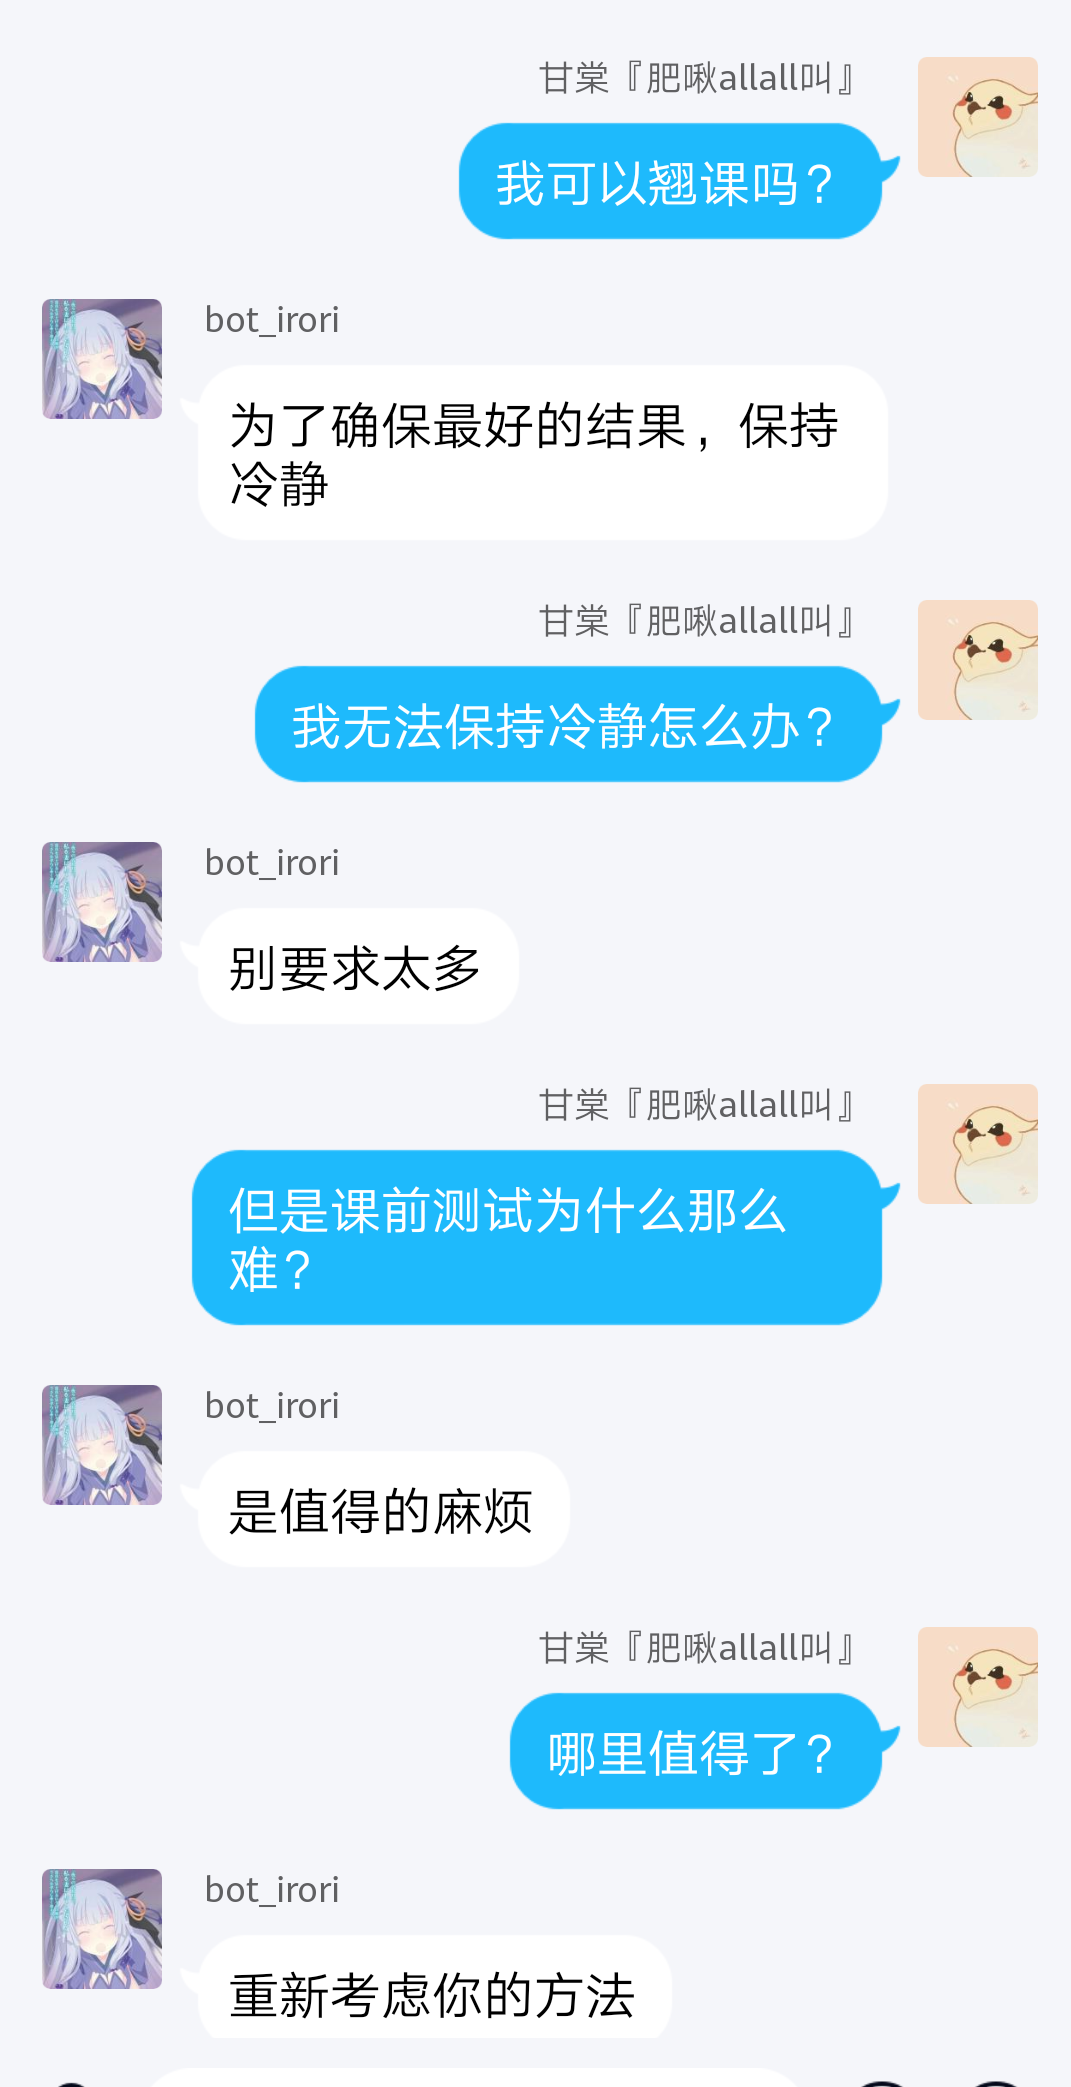 甘棠『肥啾allall叫』
我可以翘课吗?
bot_irori
为了确保最好的结果，保持
冷静
甘棠『肥啾allall叫』
我无法保持冷静怎么办?
bot_irori
别要求太多
甘棠『肥啾allall叫』
但是课前测试为什么那么
难?
bot_irori
是值得的麻烦
甘棠『肥啾allall叫』
哪里值得了?
bot_irori
重新考虑你的方法